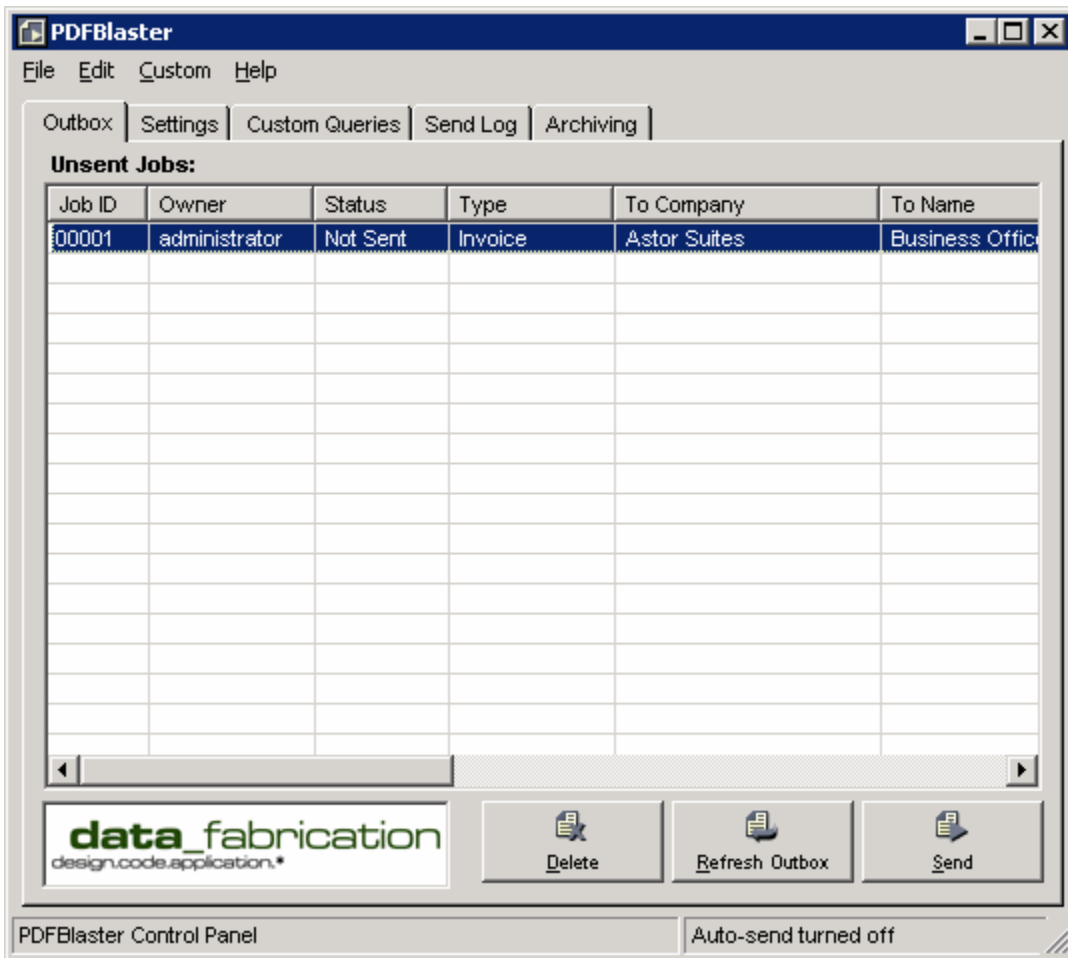 PDFBlaster
File Edit Custom Help
Outbox Settings Custom Queries Send Log Archiving
Unsent Jobs:
Job ID Owner Status Type To Company To Name
00001 administrator Not Sent Invoice Astor Suites Business Offic
data_fabrication
design.code.application.*
Delete Refresh Outbox Send
PDFBlaster Control Panel Auto-send turned off